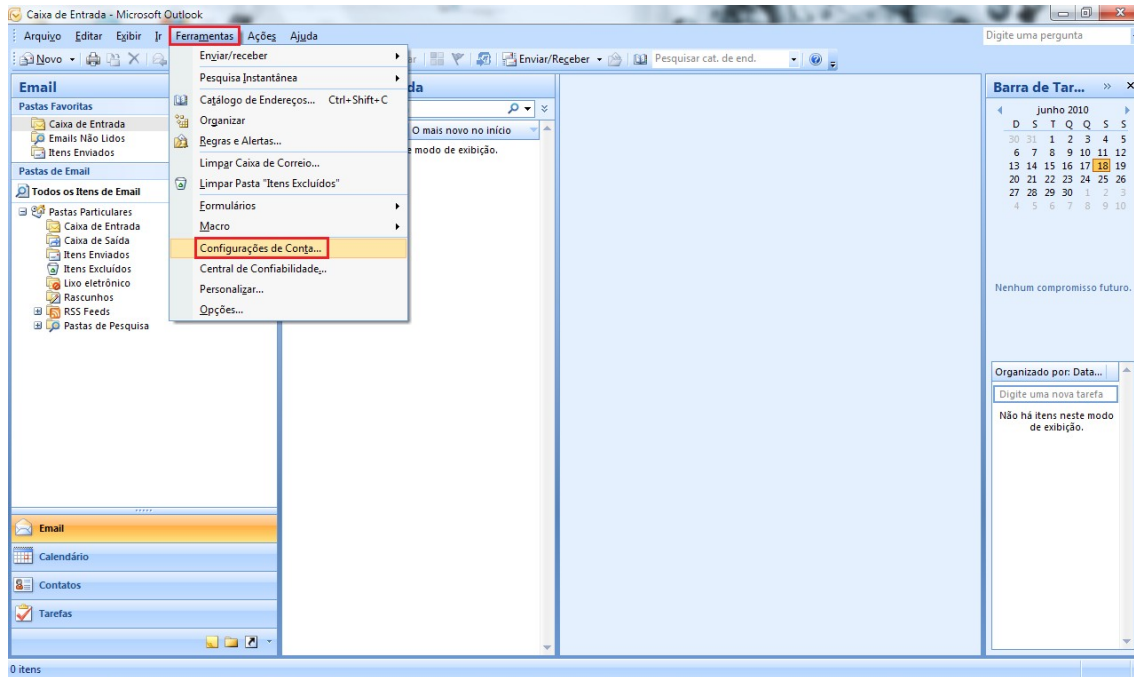 Caixa de Entrada - Microsoft Outlook
Arquivo Editar Exibir Ir Ferramentas Ações Ajuda
Digite uma pergunta
Novo
Enviar/Receber
Pesquisar cat. de end.
Enviar/receber
Pesquisa Instantânea
Catálogo de Endereços... Ctrl+Shift+C
Organizar
Regras e Alertas...
Limpar Caixa de Correio...
Limpar Pasta "Itens Excluídos"
Formulários
Macro
Configurações de Conta...
Central de Confiabilidade...
Personalizar...
Opções...
Email
Pastas Favoritas
Caixa de Entrada
Emails Não Lidos
Itens Enviados
Pastas de Email
Todos os Itens de Email
Pastas Particulares
Caixa de Entrada
Caixa de Saída
Itens Enviados
Itens Excluídos
Lixo eletrônico
Rascunhos
RSS Feeds
Pastas de Pesquisa
Email
Calendário
Contatos
Tarefas
0 itens
da
O mais novo no início
e modo de exibição.
Barra de Tar...
junho 2010
D S T Q Q S S
30 31 1 2 3 4 5
6 7 8 9 10 11 12
13 14 15 16 17 18 19
20 21 22 23 24 25 26
27 28 29 30 1 2 3
4 5 6 7 8 9 10
Nenhum compromisso futuro.
Organizado por: Data...
Digite uma nova tarefa
Não há itens neste modo
de exibição.